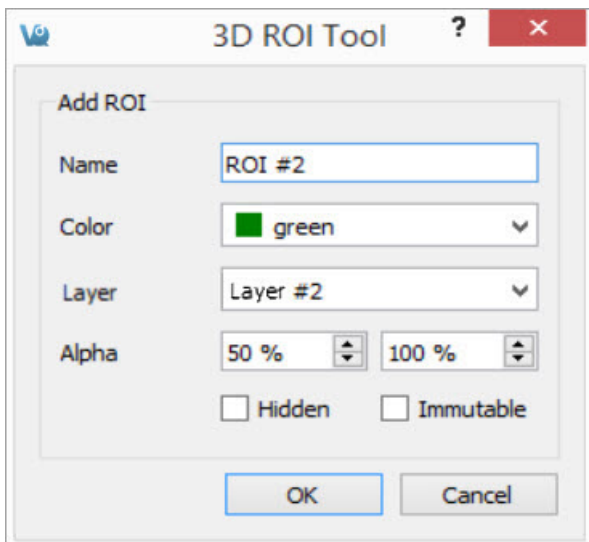 3D ROI Tool ?
Add ROI
Name ROI #2
Color green
Layer Layer #2
Alpha 50 % 100 %
Hidden Immutable
OK Cancel